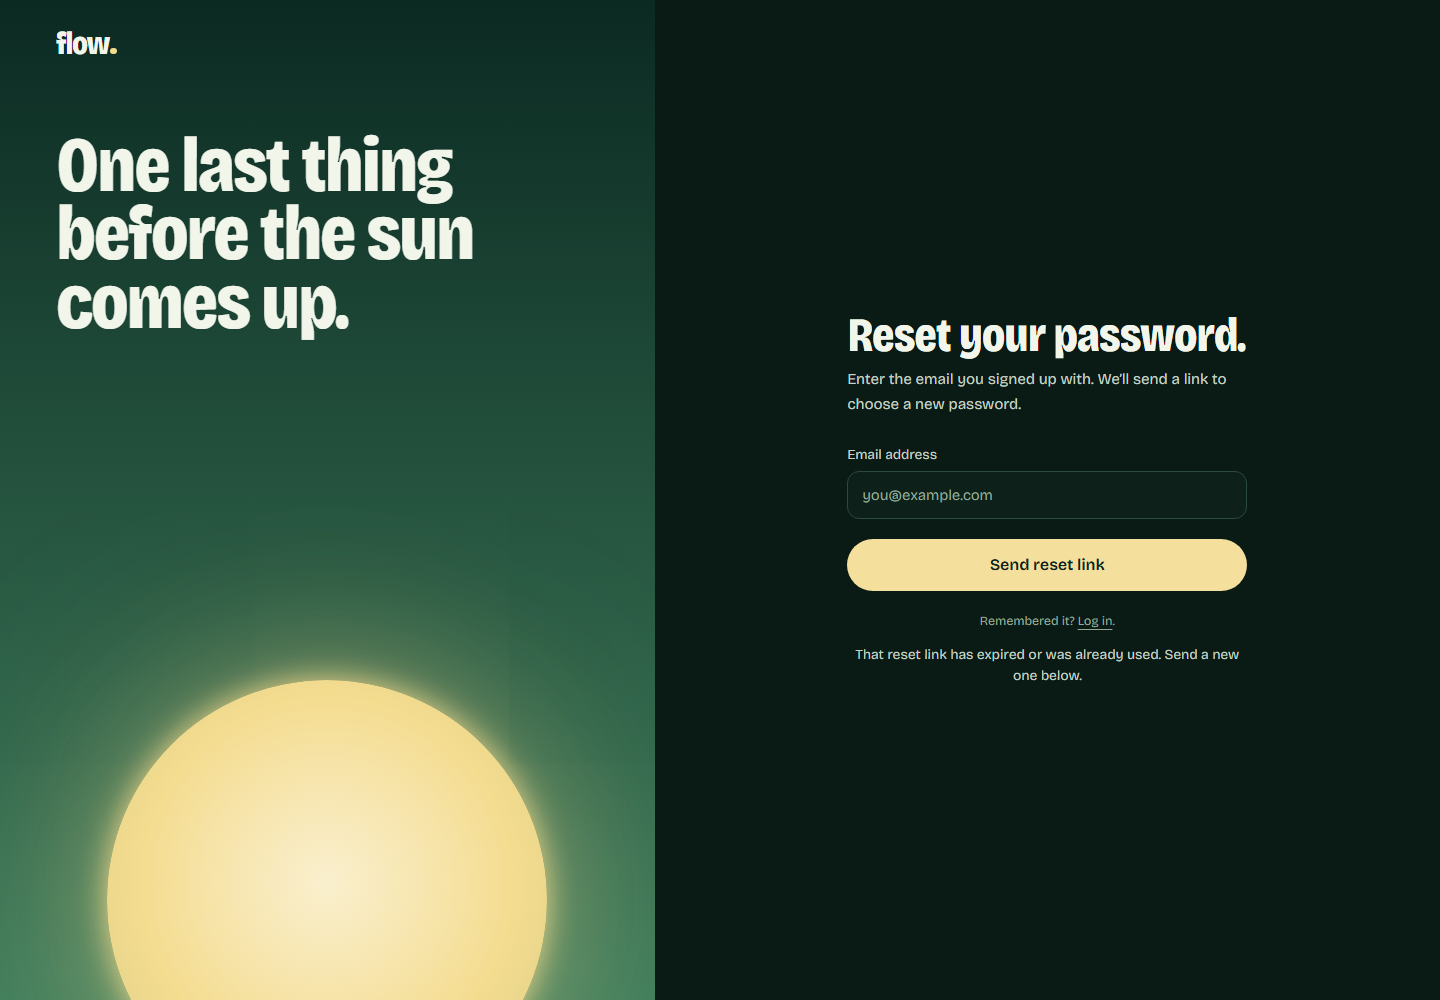 flow.
One last thing
before the sun
comes up.
Reset your password.
Enter the email you signed up with. We'll send a link to
choose a new password.
Email address
you@example.com
Send reset link
Remembered it? Log in.
That reset link has expired or was already used. Send a new
one below.